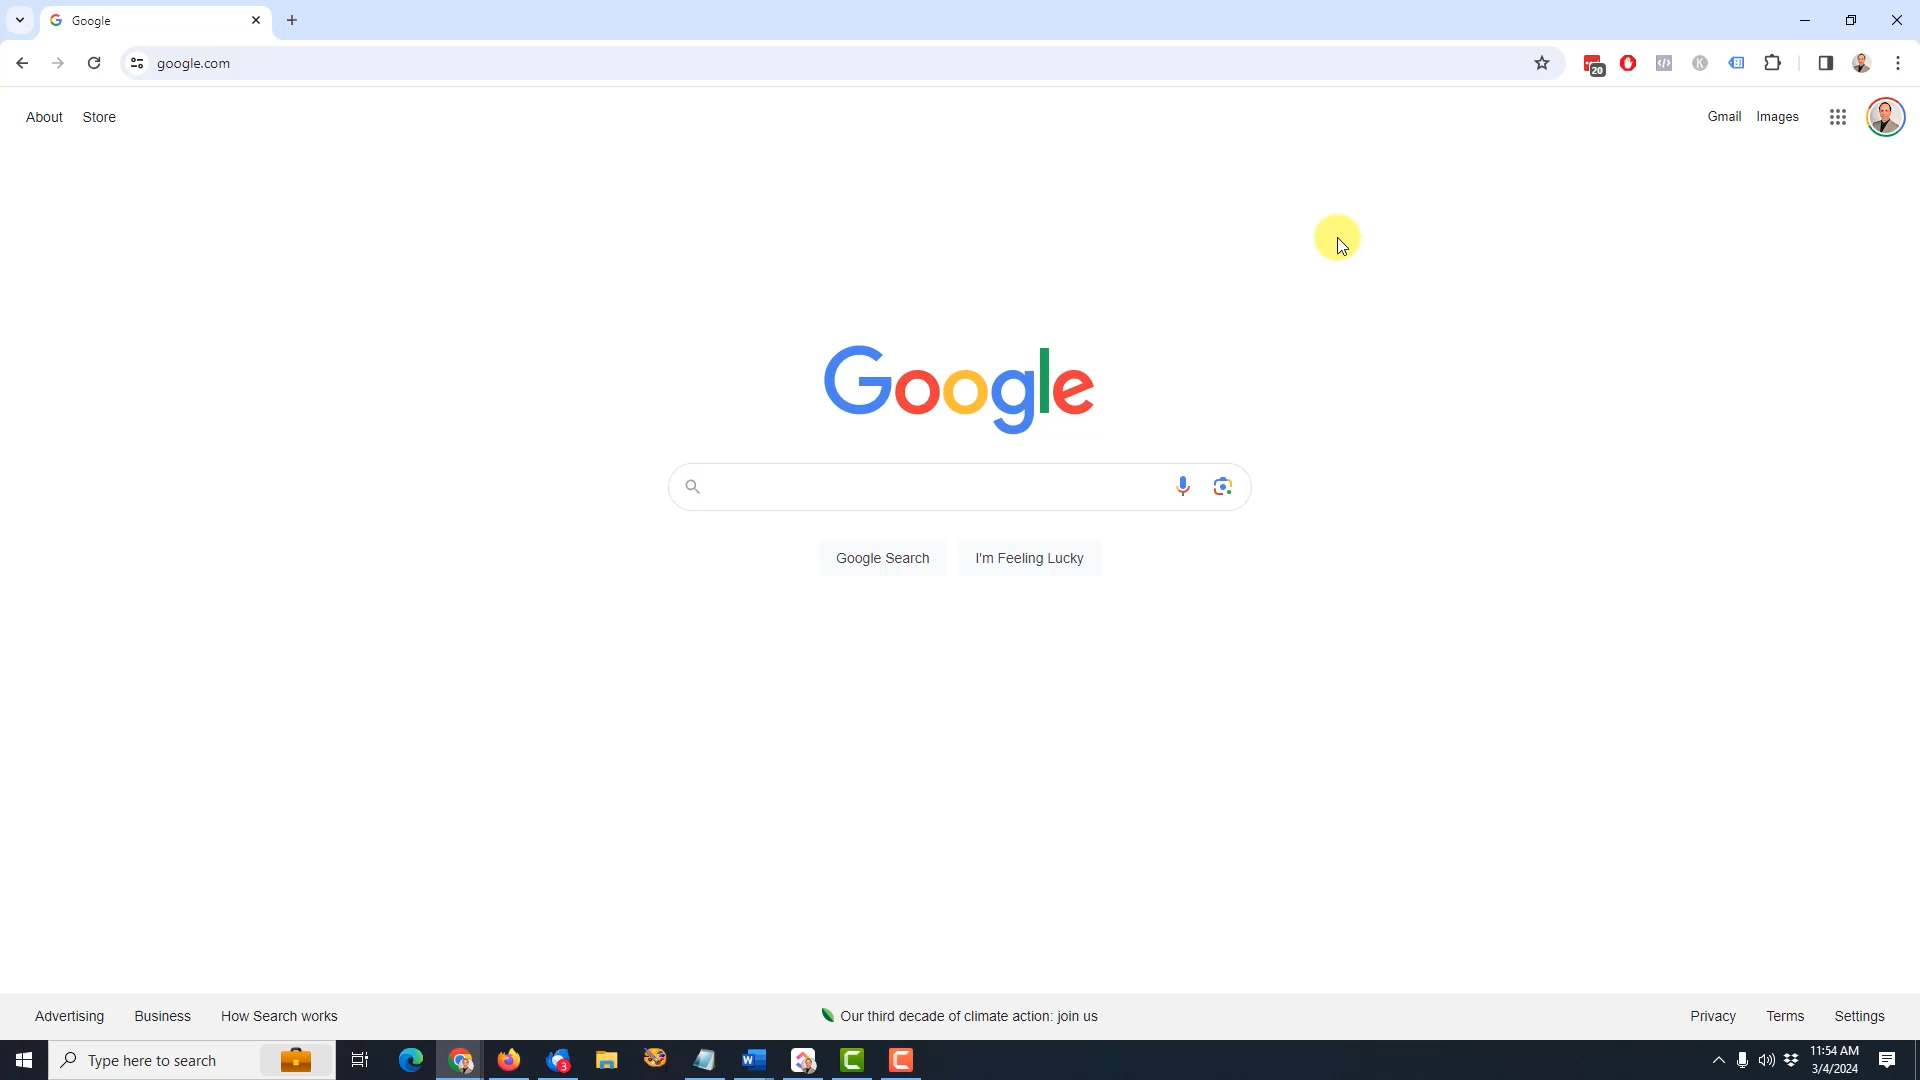 Google
google.com
20
About
Store
Gmail
Images
Google
Google Search
I'm Feeling Lucky
Advertising
Business
How Search works
Our third decade of climate action: join us
Privacy
Terms
Settings
Type here to search
3
11:54 AM
3/4/2024